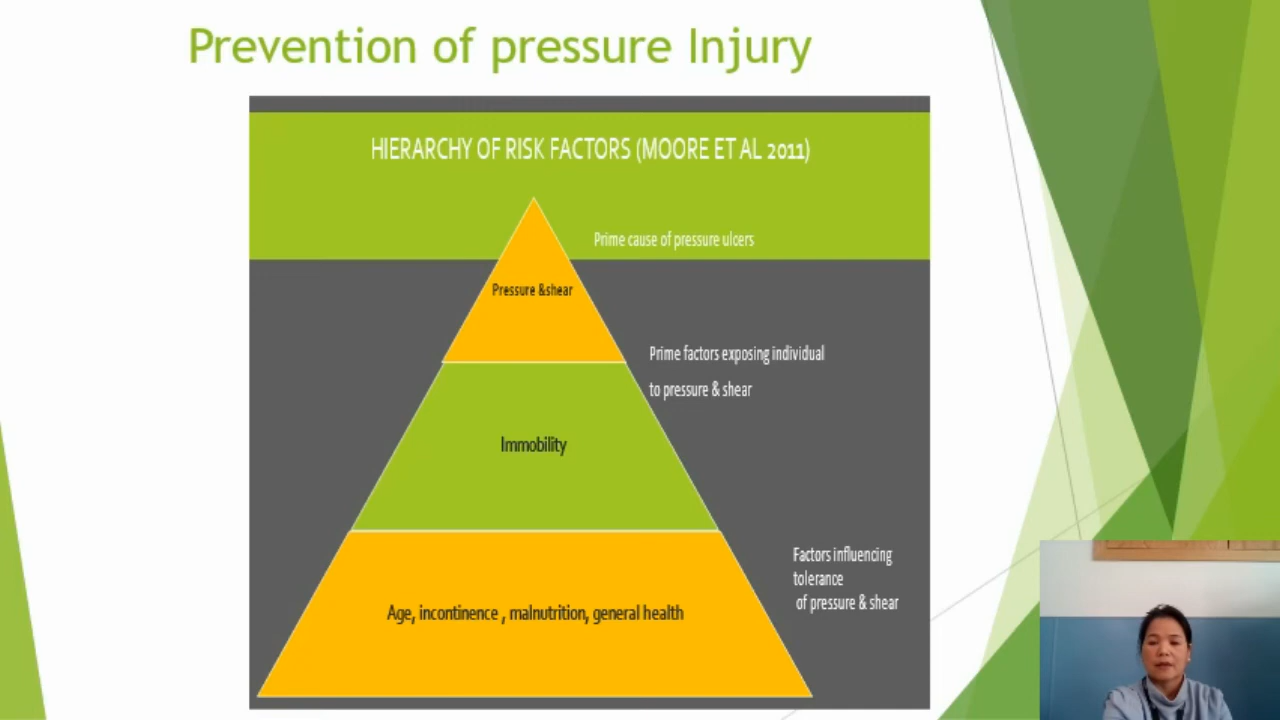 Prevention of pressure Injury
HIERARCHY OF RISK FACTORS (MOORE ET AL 2011)
Prime cause of pressure ulcers
Pressure &shear
Prime factors exposing individual
to pressure & shear
Immobility
Factors influencing
tolerance
of pressure & shear
Age, incontinence , malnutrition, general health